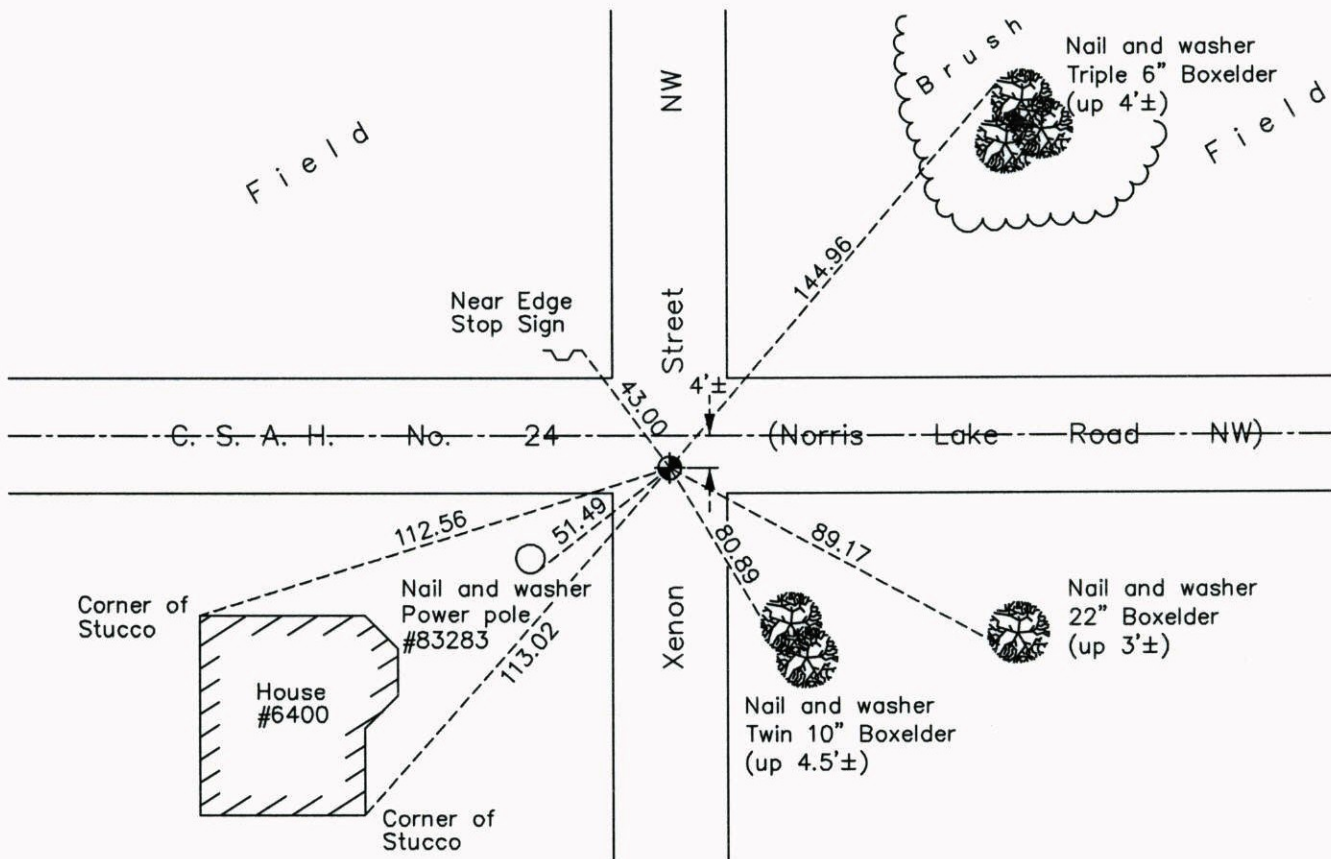 Field
NW
Street
Brush
Nail and washer
Triple 6" Boxelder
(up 4'±)
Field
144.96
Near Edge
Stop Sign
43.00
4'±
C. S. A. H. No. 24 (Norris Lake Road NW)
112.56
51.49
80.89
89.17
Corner of
Stucco
Nail and washer
Power pole
#83283
113.02
House
#6400
Xenon
Nail and washer
22" Boxelder
(up 3'±)
Nail and washer
Twin 10" Boxelder
(up 4.5'±)
Corner of
Stucco